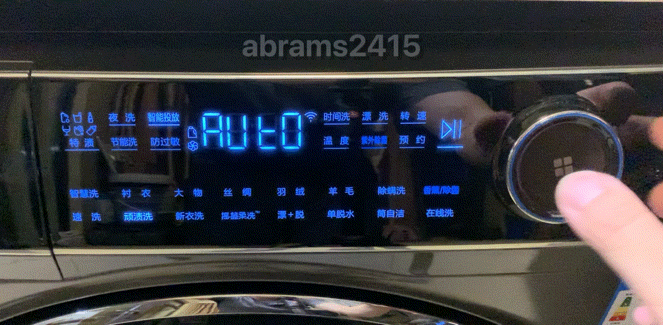 abrams2415
夜 洗 智能投放 AUtO 时间洗 漂 洗 转 速
特 渍 节能洗 防过敏 温 度 预 约
智慧洗 衬 衣 大 物 丝 绸 羽 绒 羊 毛 除螨洗
速 洗 顽渍洗 新衣洗 漂+脱 单脱水 筒自洁 在线洗